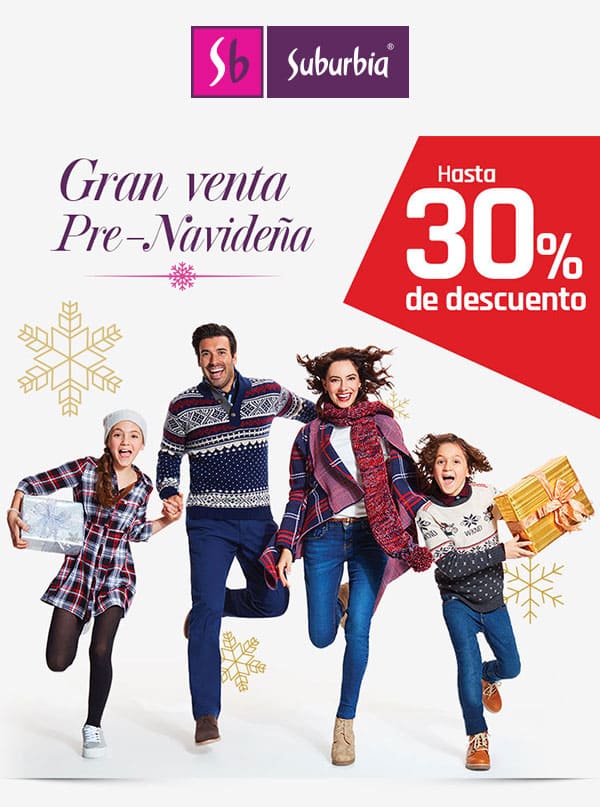 Sb Suburbia®
Gran venta
Pre-Navideña
Hasta
30%
de descuento